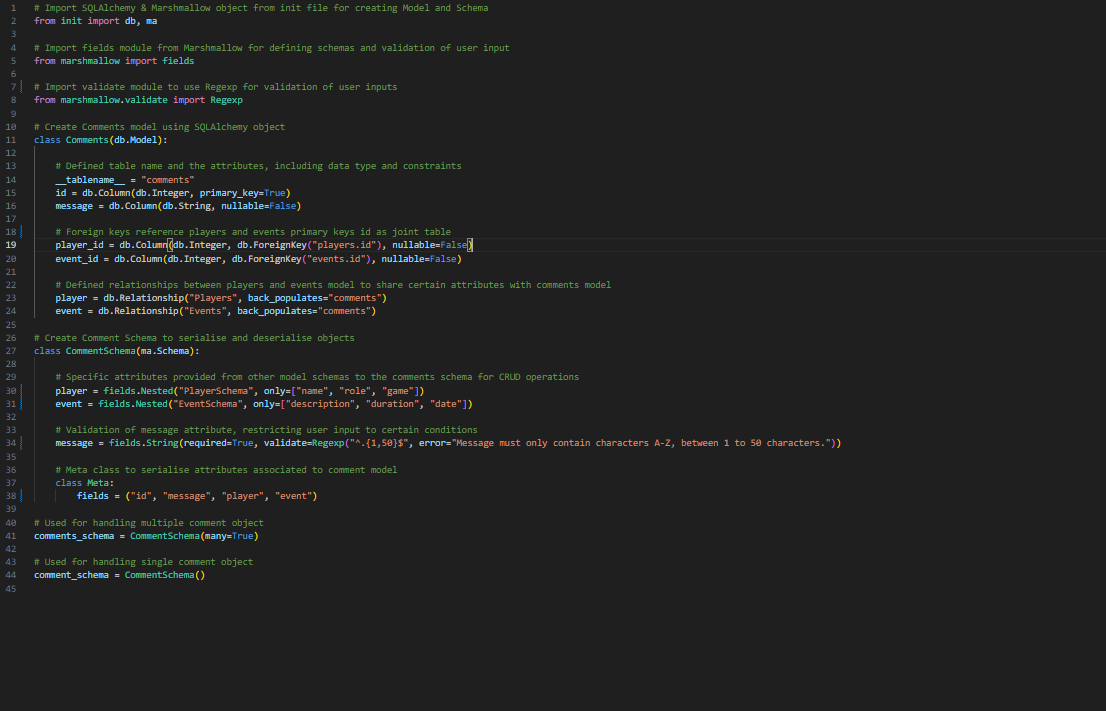 1 # Import SQLAlchemy & Marshmallow object from init file for creating Model and Schema
2 from init import db, ma
3
4 # Import fields module from Marshmallow for defining schemas and validation of user input
5 from marshmallow import fields
6
7 # Import validate module to use Regexp for validation of user inputs
8 from marshmallow.validate import Regexp
9
10 # Create Comments model using SQLAlchemy object
11 class Comments(db.Model):
12
13     # Defined table name and the attributes, including data type and constraints
14     __tablename__ = "comments"
15     id = db.Column(db.Integer, primary_key=True)
16     message = db.Column(db.String, nullable=False)
17
18     # Foreign keys reference players and events primary keys id as joint table
19     player_id = db.Column(db.Integer, db.ForeignKey("players.id"), nullable=False)
20     event_id = db.Column(db.Integer, db.ForeignKey("events.id"), nullable=False)
21
22     # Defined relationships between players and events model to share certain attributes with comments model
23     player = db.Relationship("Players", back_populates="comments")
24     event = db.Relationship("Events", back_populates="comments")
25
26 # Create Comment Schema to serialise and deserialise objects
27 class CommentSchema(ma.Schema):
28
29     # Specific attributes provided from other model schemas to the comments schema for CRUD operations
30     player = fields.Nested("PlayerSchema", only=["name", "role", "game"])
31     event = fields.Nested("EventSchema", only=["description", "duration", "date"])
32
33     # Validation of message attribute, restricting user input to certain conditions
34     message = fields.String(required=True, validate=Regexp("^.{1,50}$", error="Message must only contain characters A-Z, between 1 to 50 characters."))
35
36     # Meta class to serialise attributes associated to comment model
37     class Meta:
38         fields = ("id", "message", "player", "event")
39
40 # Used for handling multiple comment object
41 comments_schema = CommentSchema(many=True)
42
43 # Used for handling single comment object
44 comment_schema = CommentSchema()
45